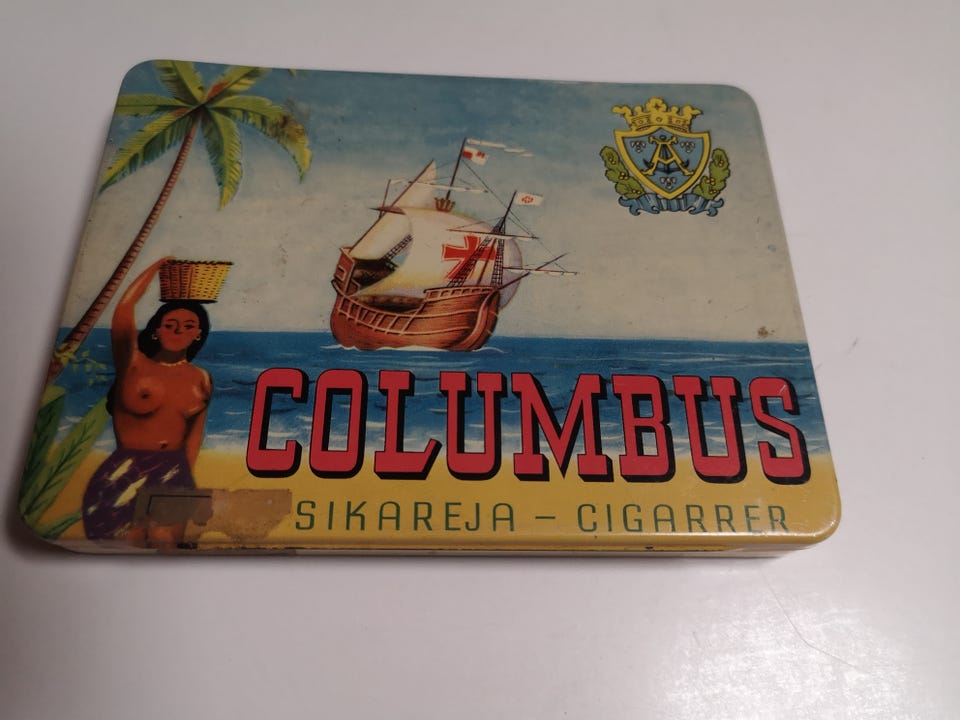 COLUMBUS
SIKAREJA – CIGARRER